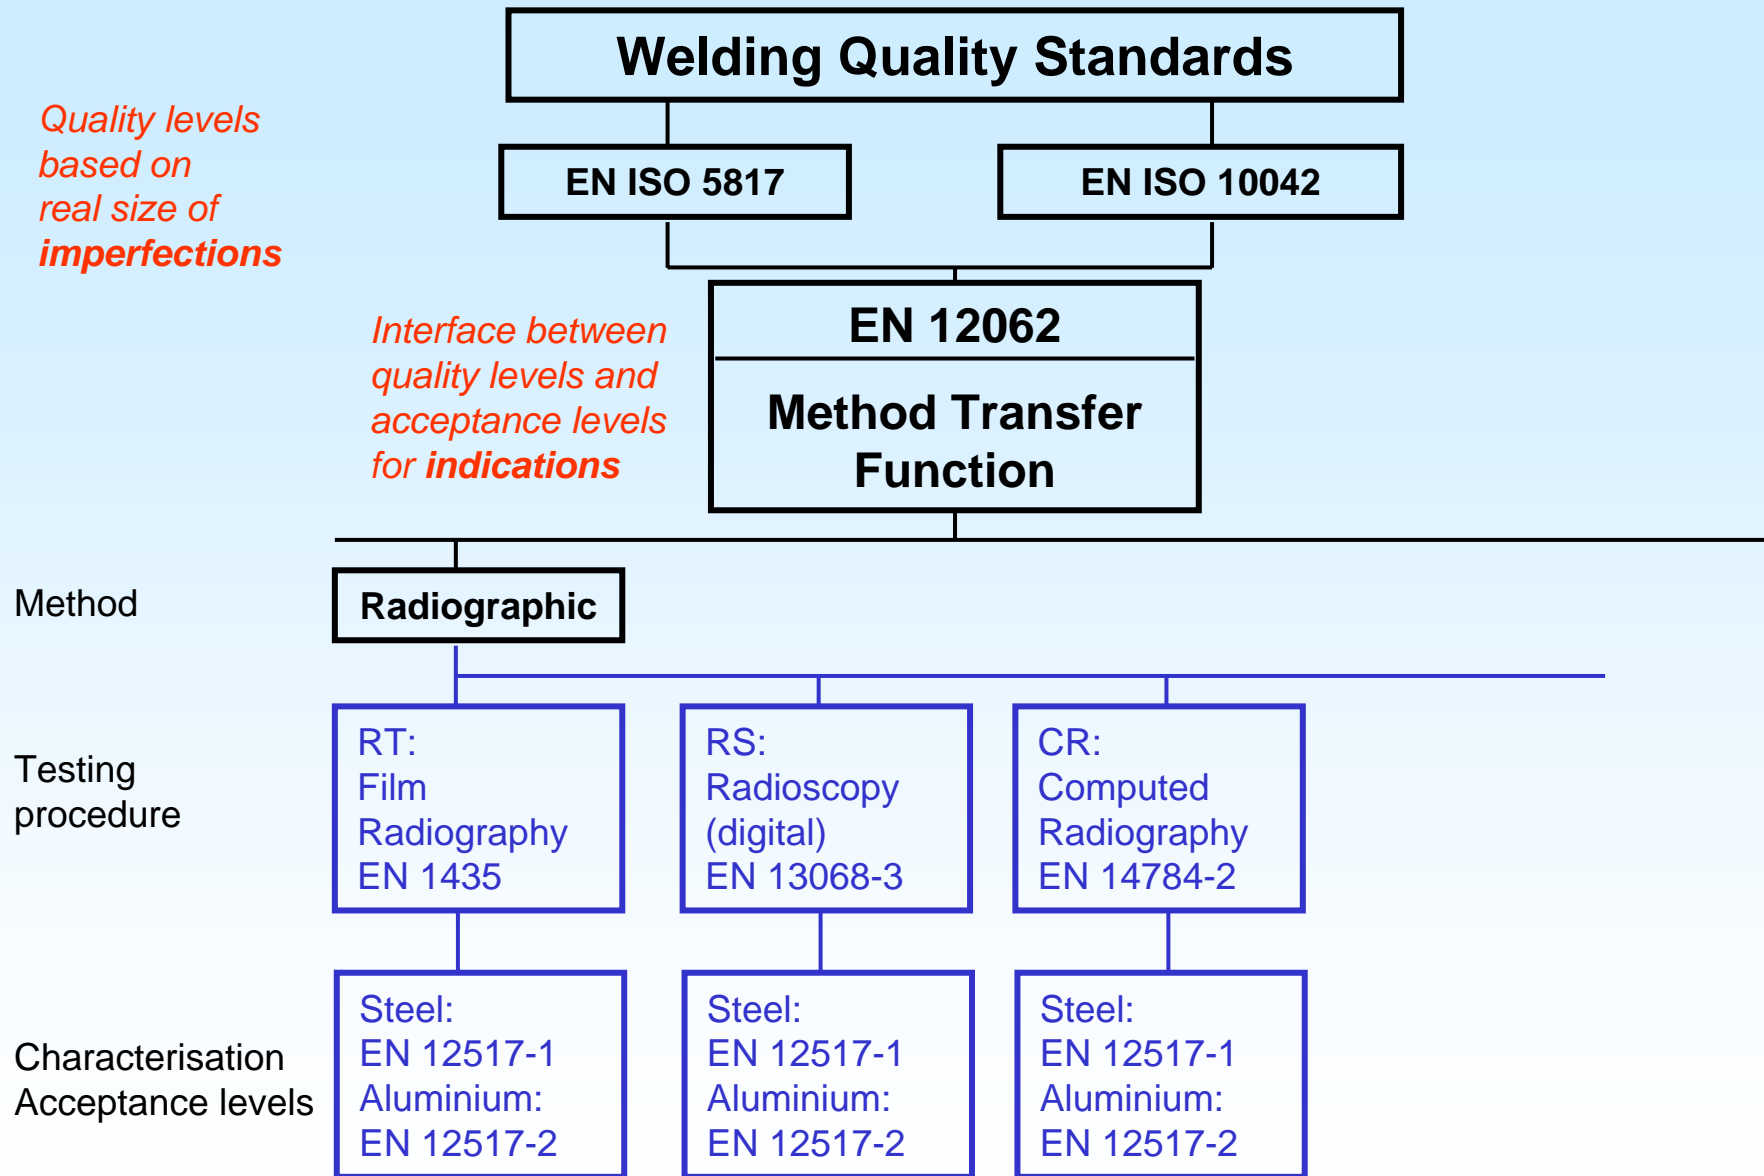 Welding Quality Standards
Quality levels
based on
real size of
imperfections
EN ISO 5817
EN ISO 10042
Interface between
quality levels and
acceptance levels
for indications
EN 12062
Method Transfer
Function
Method
Radiographic
Testing
procedure
RT:
Film
Radiography
EN 1435
RS:
Radioscopy
(digital)
EN 13068-3
CR:
Computed
Radiography
EN 14784-2
Characterisation
Acceptance levels
Steel:
EN 12517-1
Aluminium:
EN 12517-2
Steel:
EN 12517-1
Aluminium:
EN 12517-2
Steel:
EN 12517-1
Aluminium:
EN 12517-2